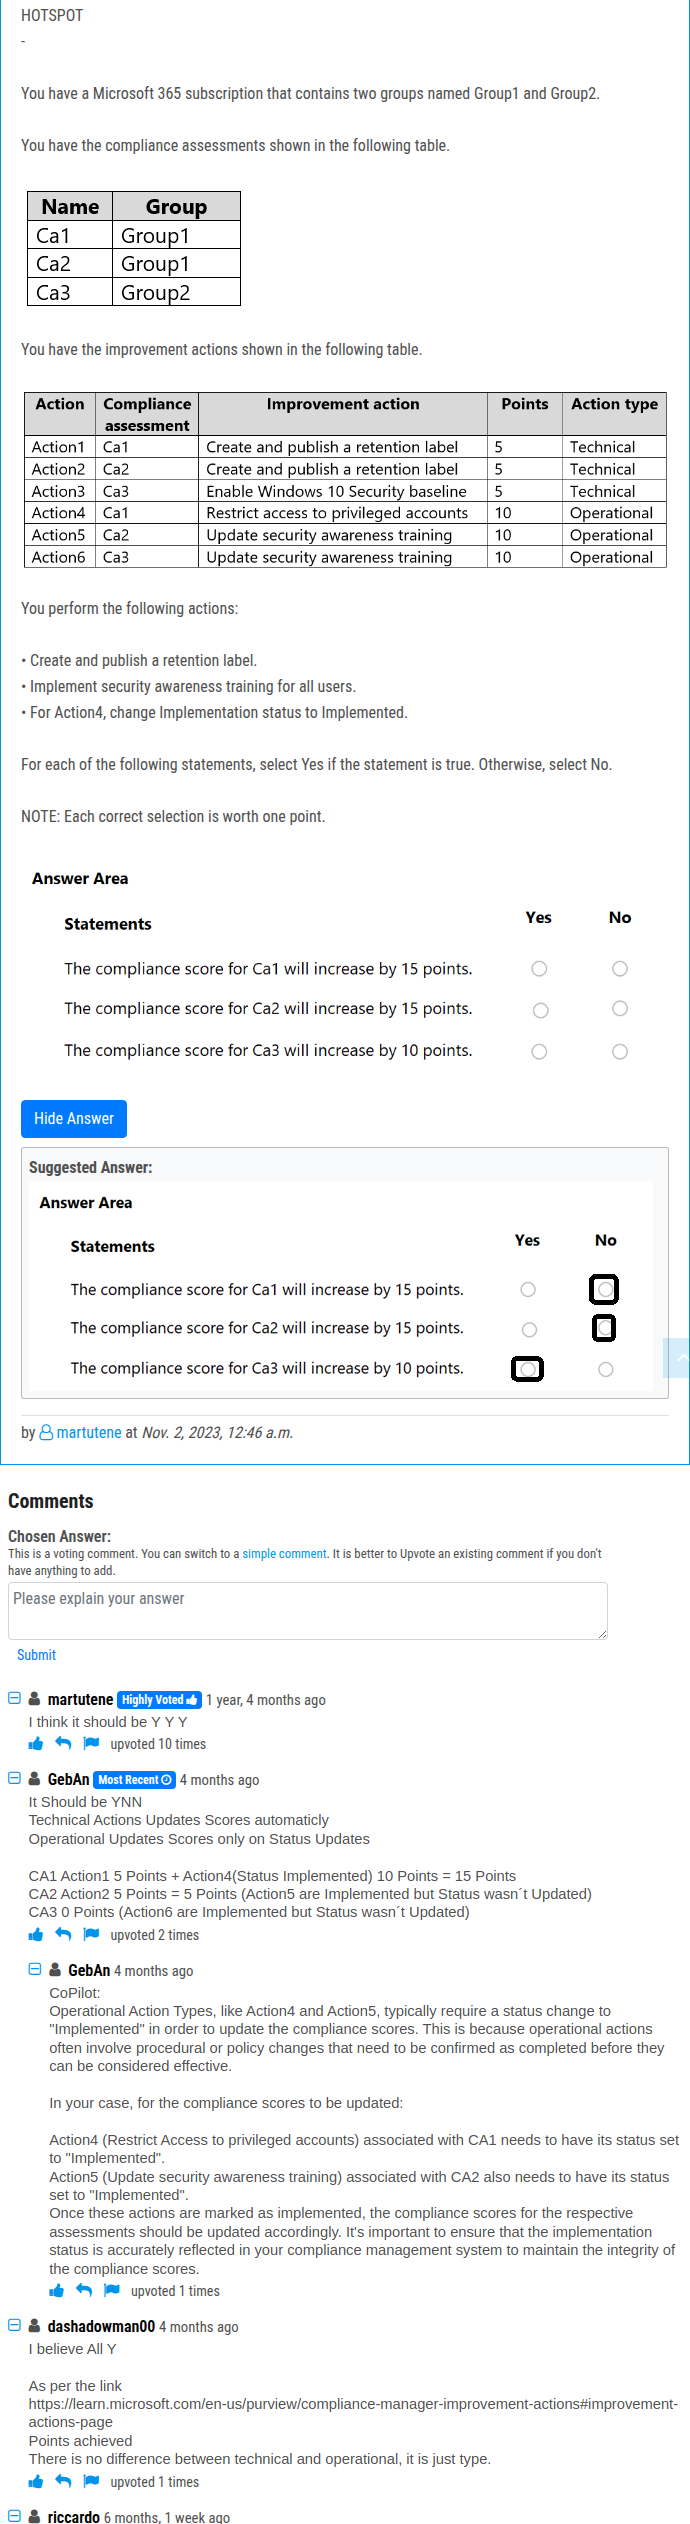 HOTSPOT
-
You have a Microsoft 365 subscription that contains two groups named Group1 and Group2.
You have the compliance assessments shown in the following table.
Name Group
Ca1 Group1
Ca2 Group1
Ca3 Group2
You have the improvement actions shown in the following table.
Action Compliance assessment Improvement action Points Action type
Action1 Ca1 Create and publish a retention label 5 Technical
Action2 Ca2 Create and publish a retention label 5 Technical
Action3 Ca3 Enable Windows 10 Security baseline 5 Technical
Action4 Ca1 Restrict access to privileged accounts 10 Operational
Action5 Ca2 Update security awareness training 10 Operational
Action6 Ca3 Update security awareness training 10 Operational
You perform the following actions:
• Create and publish a retention label.
• Implement security awareness training for all users.
• For Action4, change Implementation status to Implemented.
For each of the following statements, select Yes if the statement is true. Otherwise, select No.
NOTE: Each correct selection is worth one point.
Answer Area
Statements Yes No
The compliance score for Ca1 will increase by 15 points.
The compliance score for Ca2 will increase by 15 points.
The compliance score for Ca3 will increase by 10 points.
Hide Answer
Suggested Answer:
Answer Area
Statements Yes No
The compliance score for Ca1 will increase by 15 points.
The compliance score for Ca2 will increase by 15 points.
The compliance score for Ca3 will increase by 10 points.
by martutene at Nov. 2, 2023, 12:46 a.m.
Comments
Chosen Answer:
This is a voting comment. You can switch to a simple comment. It is better to Upvote an existing comment if you don't
have anything to add.
Please explain your answer
Submit
martutene Highly Voted 1 year, 4 months ago
I think it should be Y Y Y
upvoted 10 times
GebAn Most Recent 4 months ago
It Should be YNN
Technical Actions Updates Scores automaticly
Operational Updates Scores only on Status Updates
CA1 Action1 5 Points + Action4(Status Implemented) 10 Points = 15 Points
CA2 Action2 5 Points = 5 Points (Action5 are Implemented but Status wasn´t Updated)
CA3 0 Points (Action6 are Implemented but Status wasn´t Updated)
upvoted 2 times
GebAn 4 months ago
CoPilot:
Operational Action Types, like Action4 and Action5, typically require a status change to
"Implemented" in order to update the compliance scores. This is because operational actions
often involve procedural or policy changes that need to be confirmed as completed before they
can be considered effective.
In your case, for the compliance scores to be updated:
Action4 (Restrict Access to privileged accounts) associated with CA1 needs to have its status set
to "Implemented".
Action5 (Update security awareness training) associated with CA2 also needs to have its status
set to "Implemented".
Once these actions are marked as implemented, the compliance scores for the respective
assessments should be updated accordingly. It's important to ensure that the implementation
status is accurately reflected in your compliance management system to maintain the integrity of
the compliance scores.
upvoted 1 times
dashadowman00 4 months ago
I believe All Y
As per the link
https://learn.microsoft.com/en-us/purview/compliance-manager-improvement-actions#improvement-
actions-page
Points achieved
There is no difference between technical and operational, it is just type.
upvoted 1 times
riccardo 6 months, 1 week ago